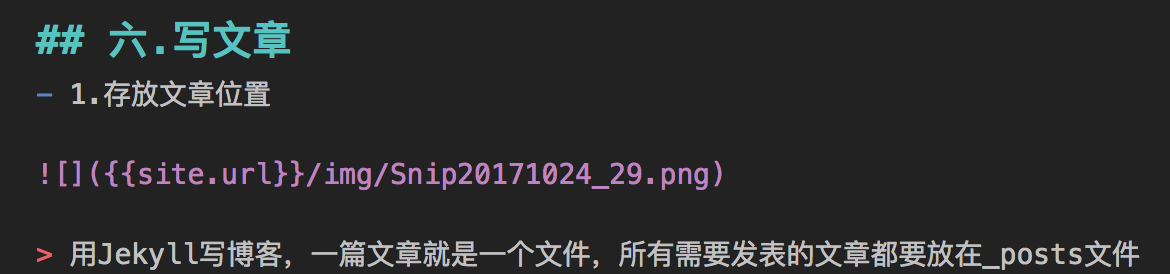 ## 六.写文章
- 1.存放文章位置
![]({{site.url}}/img/Snip20171024_29.png)
> 用Jekyll写博客，一篇文章就是一个文件，所有需要发表的文章都要放在_posts文件